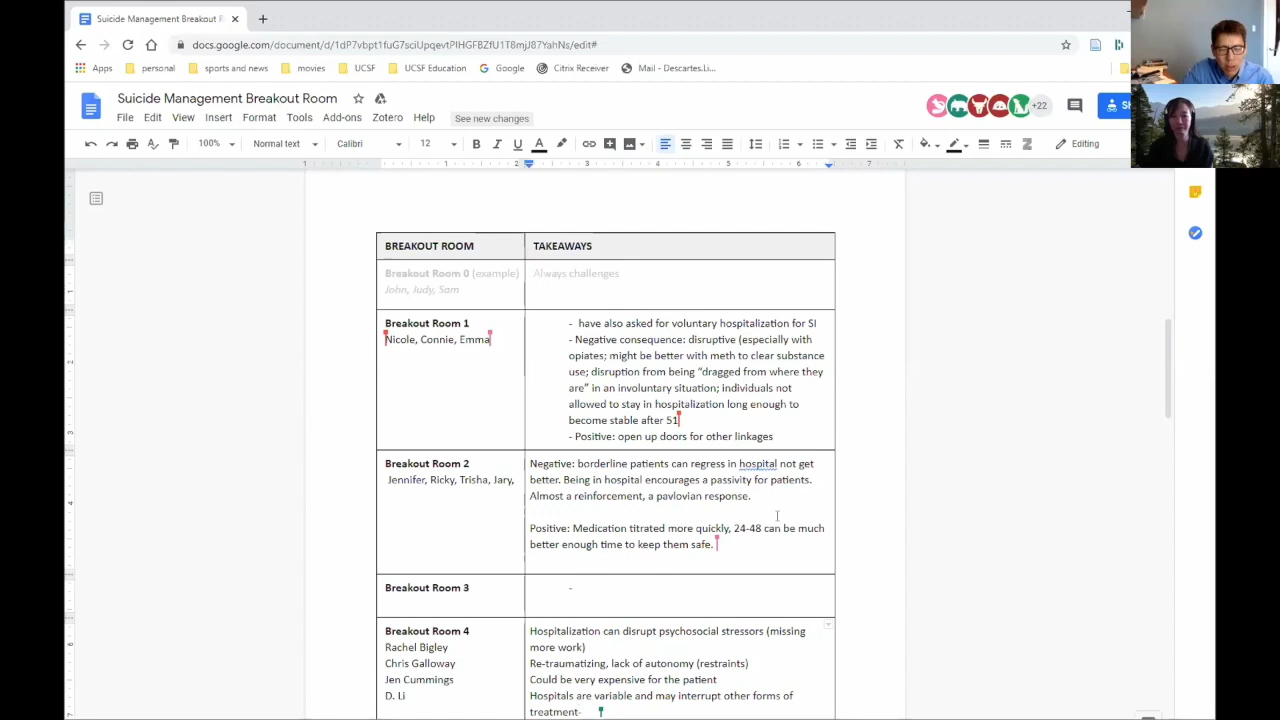 Suicide Management Breakout R
docs.google.com/document/d/1dP7vbpt1fuG7sciUpqevtPIHGFBZfU1T8mjJ87YahNs/edit#
Apps personal sports and news movies UCSF UCSF Education Google Citrix Receiver Mail - Descartes.Li...
Suicide Management Breakout Room
+22
File Edit View Insert Format Tools Add-ons Zotero Help See new changes
100% Normal text Calibri 12 B I U A Editing
1 2 3 4 5 6 7
BREAKOUT ROOM TAKEAWAYS
Breakout Room 0 (example) Always challenges
John, Judy, Sam
Breakout Room 1 - have also asked for voluntary hospitalization for SI
Nicole, Connie, Emma - Negative consequence: disruptive (especially with
opiates; might be better with meth to clear substance
use; disruption from being “dragged from where they
are” in an involuntary situation; individuals not
allowed to stay in hospitalization long enough to
become stable after 51
- Positive: open up doors for other linkages
Breakout Room 2 Negative: borderline patients can regress in hospital not get
Jennifer, Ricky, Trisha, Jary, better. Being in hospital encourages a passivity for patients.
Almost a reinforcement, a pavlovian response.
Positive: Medication titrated more quickly, 24-48 can be much
better enough time to keep them safe.
Breakout Room 3 -
Breakout Room 4 Hospitalization can disrupt psychosocial stressors (missing
Rachel Bigley more work)
Chris Galloway Re-traumatizing, lack of autonomy (restraints)
Jen Cummings Could be very expensive for the patient
D. Li Hospitals are variable and may interrupt other forms of
treatment-